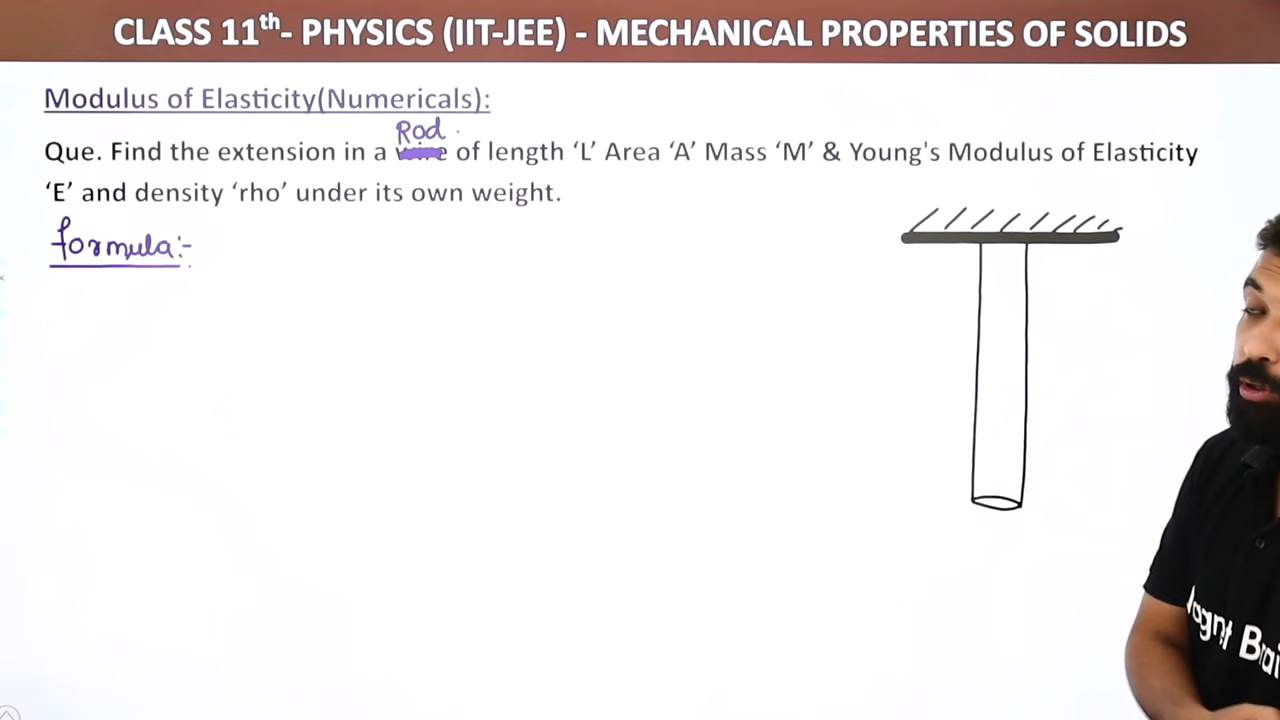 CLASS 11th- PHYSICS (IIT-JEE) - MECHANICAL PROPERTIES OF SOLIDS
Modulus of Elasticity(Numericals):
Rod
Que. Find the extension in a wire of length ‘L’ Area ‘A’ Mass ‘M’ & Young's Modulus of Elasticity
‘E’ and density ‘rho’ under its own weight.
formula:-